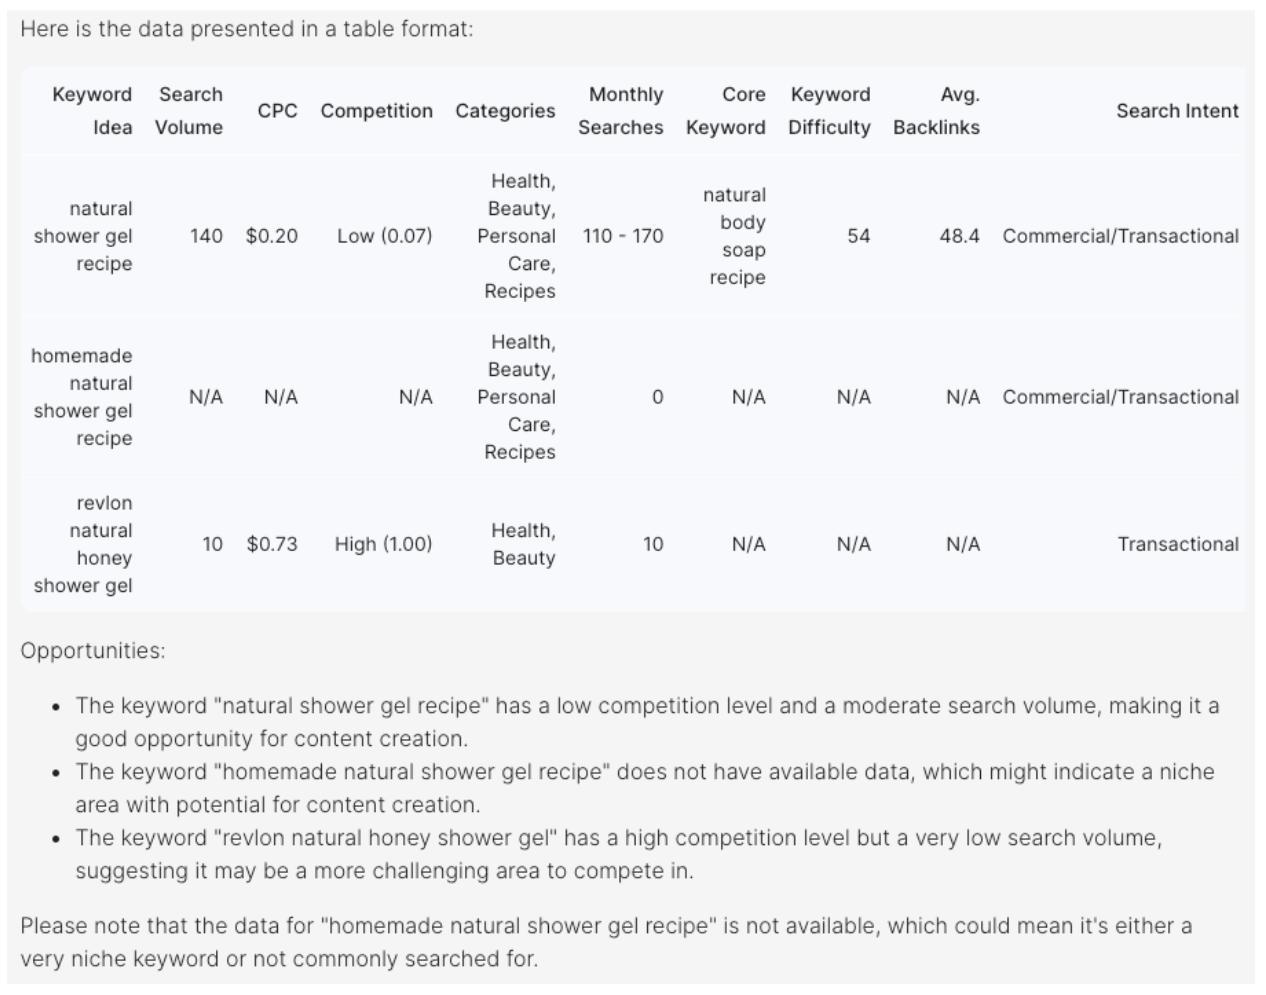 Here is the data presented in a table format:
Keyword Idea Search Volume CPC Competition Categories Monthly Searches Core Keyword Keyword Difficulty Avg. Backlinks Search Intent
natural shower gel recipe 140 $0.20 Low (0.07) Health, Beauty, Personal Care, Recipes 110 - 170 natural body soap recipe 54 48.4 Commercial/Transactional
homemade natural shower gel recipe N/A N/A N/A Health, Beauty, Personal Care, Recipes 0 N/A N/A N/A Commercial/Transactional
revlon natural honey shower gel 10 $0.73 High (1.00) Health, Beauty 10 N/A N/A N/A Transactional
Opportunities:
• The keyword "natural shower gel recipe" has a low competition level and a moderate search volume, making it a
good opportunity for content creation.
• The keyword "homemade natural shower gel recipe" does not have available data, which might indicate a niche
area with potential for content creation.
• The keyword "revlon natural honey shower gel" has a high competition level but a very low search volume,
suggesting it may be a more challenging area to compete in.
Please note that the data for "homemade natural shower gel recipe" is not available, which could mean it's either a
very niche keyword or not commonly searched for.